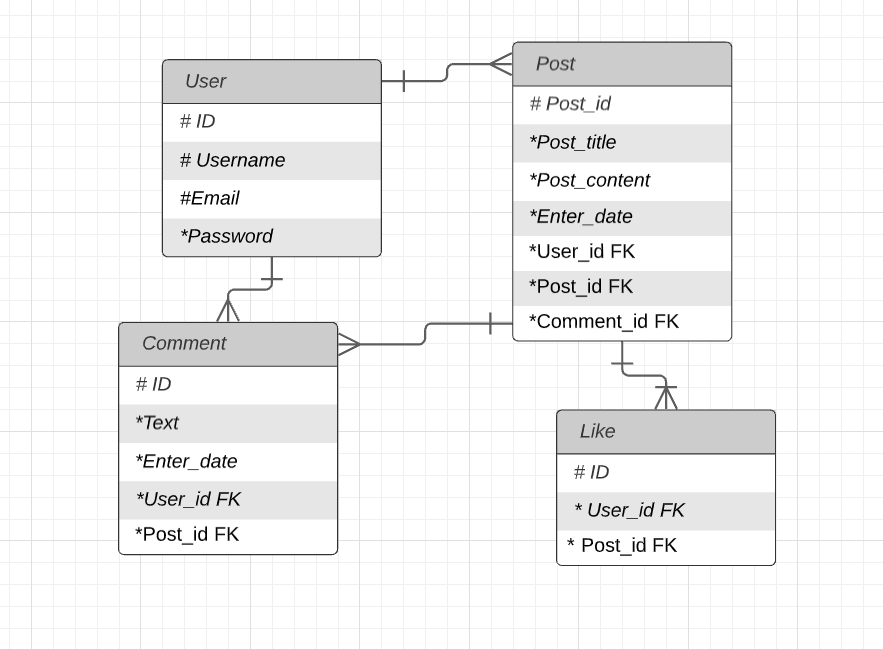 User
# ID
# Username
#Email
*Password
Post
# Post_id
*Post_title
*Post_content
*Enter_date
*User_id FK
*Post_id FK
*Comment_id FK
Comment
# ID
*Text
*Enter_date
*User_id FK
*Post_id FK
Like
# ID
* User_id FK
* Post_id FK